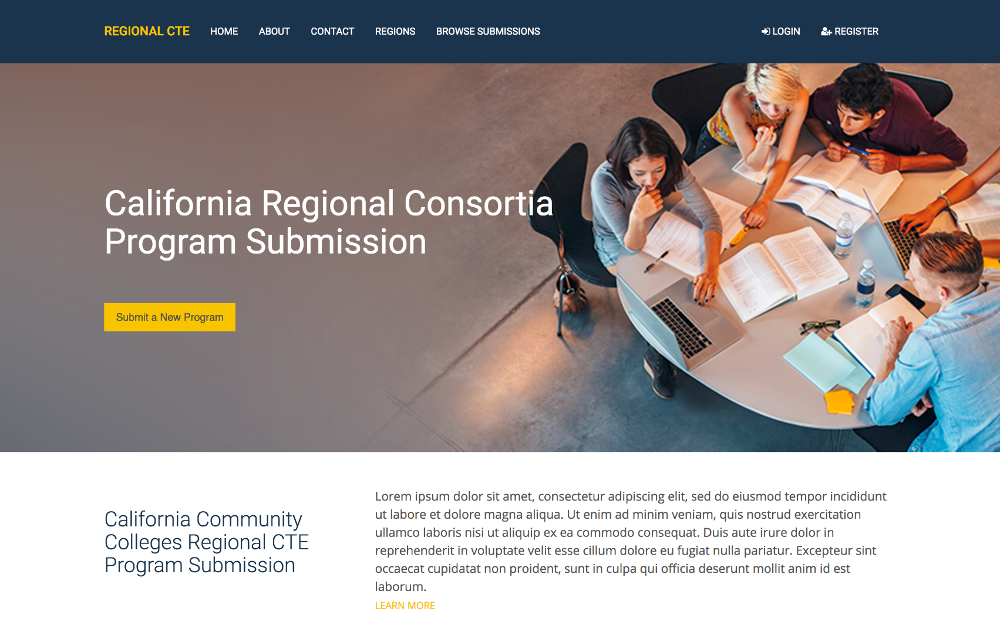 REGIONAL CTE HOME ABOUT CONTACT REGIONS BROWSE SUBMISSIONS LOGIN REGISTER
California Regional Consortia
Program Submission
Submit a New Program
California Community
Colleges Regional CTE
Program Submission
Lorem ipsum dolor sit amet, consectetur adipiscing elit, sed do eiusmod tempor incididunt
ut labore et dolore magna aliqua. Ut enim ad minim veniam, quis nostrud exercitation
ullamco laboris nisi ut aliquip ex ea commodo consequat. Duis aute irure dolor in
reprehenderit in voluptate velit esse cillum dolore eu fugiat nulla pariatur. Excepteur sint
occaecat cupidatat non proident, sunt in culpa qui officia deserunt mollit anim id est
laborum.
LEARN MORE